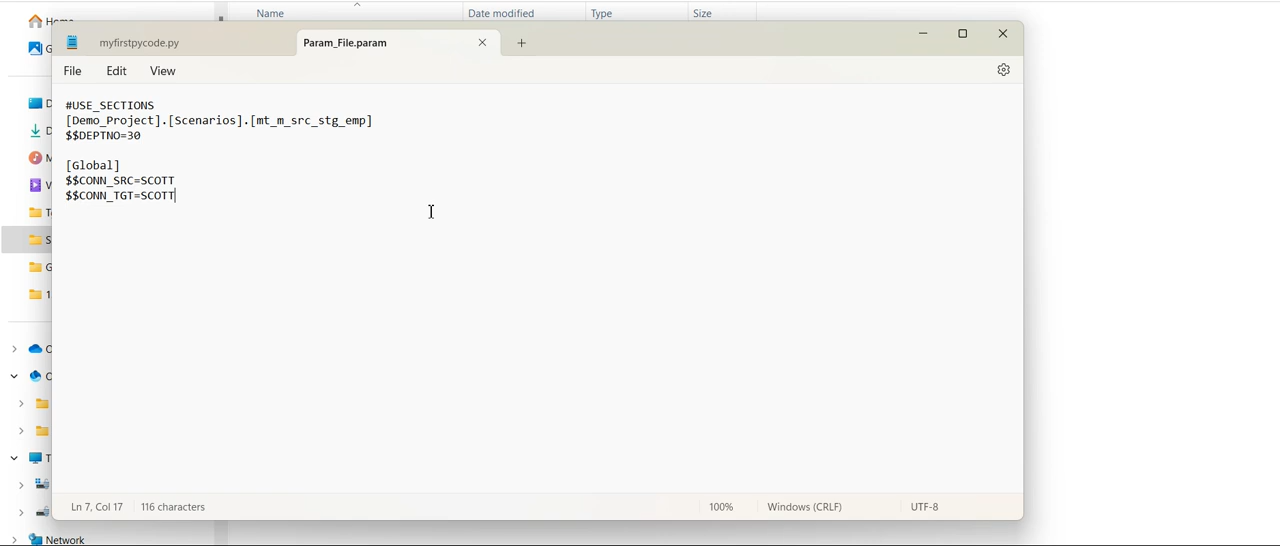 Name Date modified Type Size
Home
myfirstpycode.py Param_File.param
File Edit View
#USE_SECTIONS
[Demo_Project].[Scenarios].[mt_m_src_stg_emp]
$$DEPTNO=30
[Global]
$$CONN_SRC=SCOTT
$$CONN_TGT=SCOTT
Ln 7, Col 17 116 characters 100% Windows (CRLF) UTF-8
Network